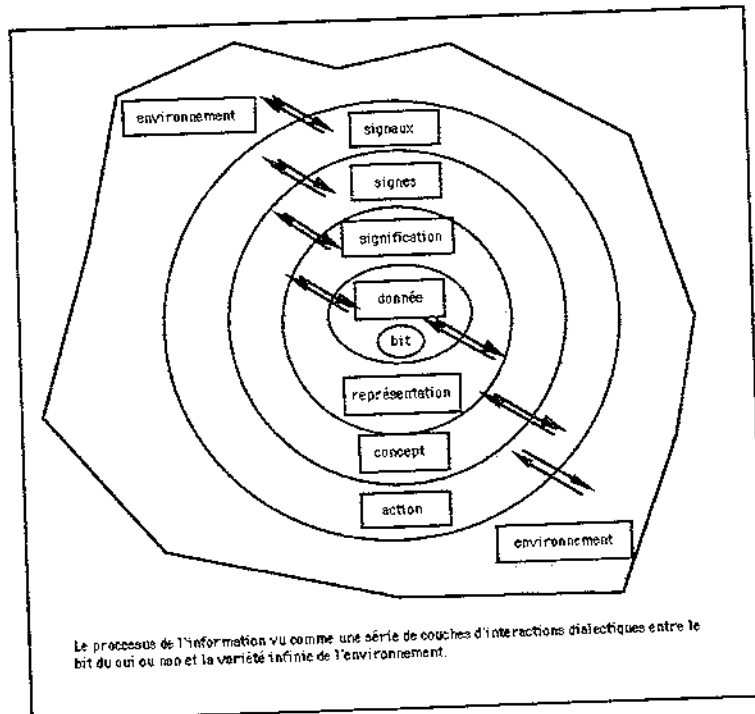 environnement
signaux
signes
signification
donnée
bit
représentation
concept
action
environnement
Le processus de l'information vu comme une série de couches d'interactions dialectiques entre le
bit du oui ou non et la variété infinie de l'environnement.